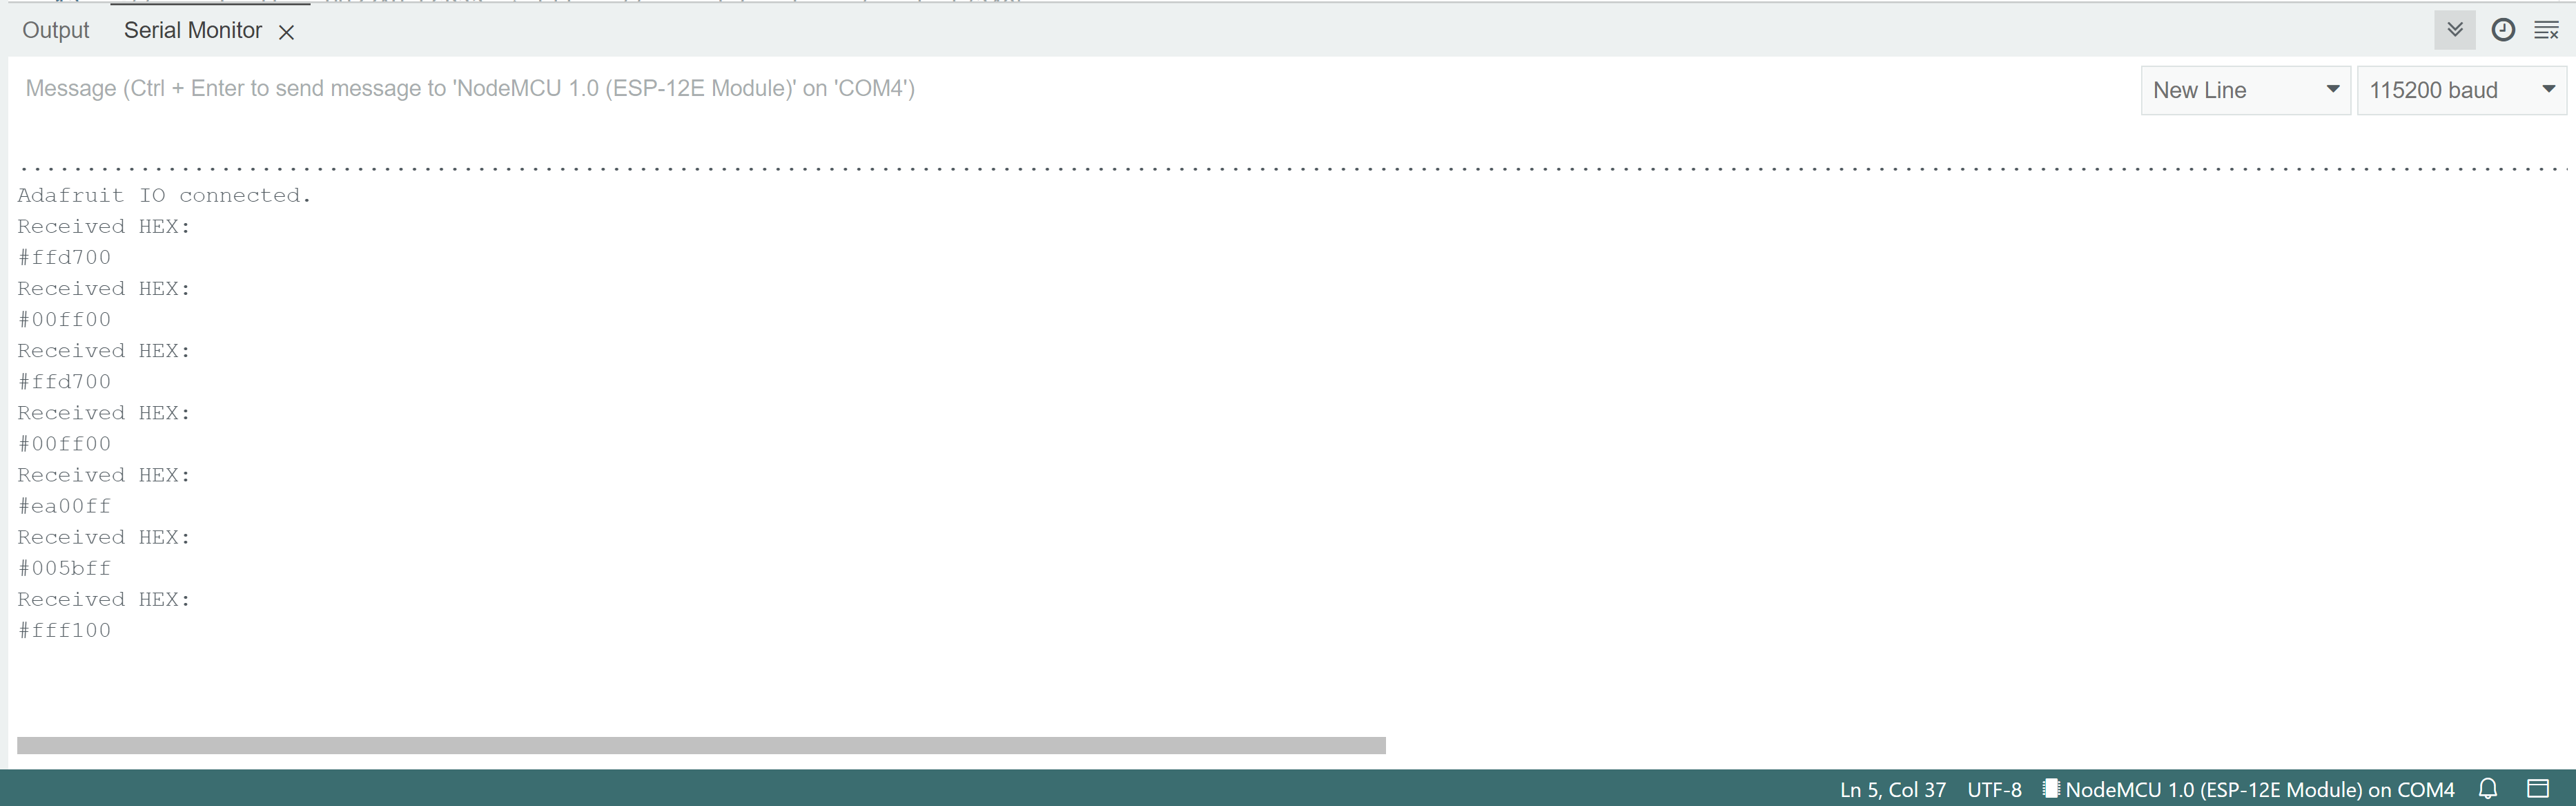 Output Serial Monitor
Message (Ctrl + Enter to send message to 'NodeMCU 1.0 (ESP-12E Module)' on 'COM4')
New Line 115200 baud
Adafruit IO connected.
Received HEX:
#ffd700
Received HEX:
#00ff00
Received HEX:
#ffd700
Received HEX:
#00ff00
Received HEX:
#ea00ff
Received HEX:
#005bff
Received HEX:
#fff100
Ln 5, Col 37 UTF-8 NodeMCU 1.0 (ESP-12E Module) on COM4